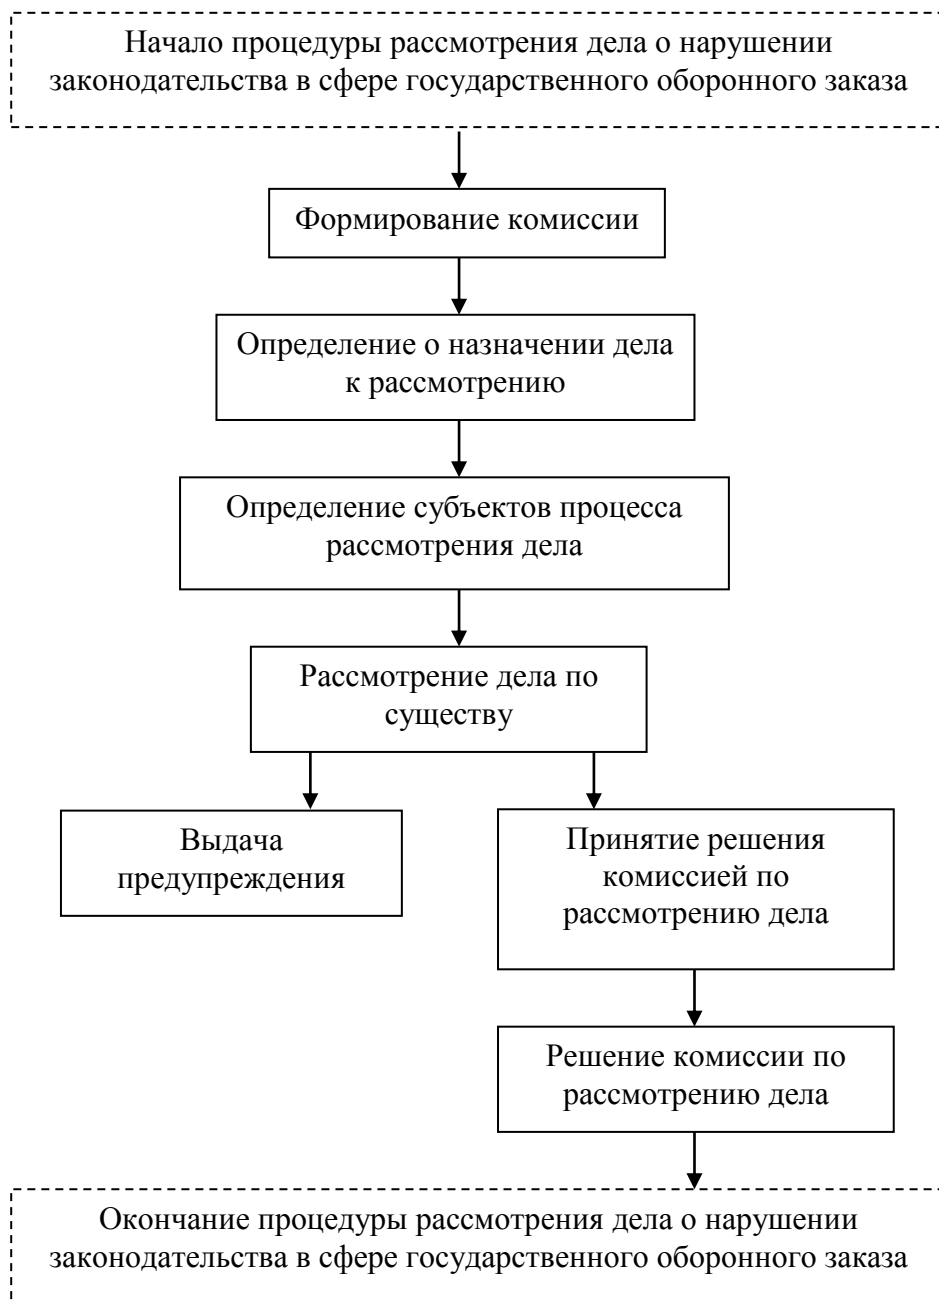 Начало процедуры рассмотрения дела о нарушении
законодательства в сфере государственного оборонного заказа
Формирование комиссии
Определение о назначении дела
к рассмотрению
Определение субъектов процесса
рассмотрения дела
Рассмотрение дела по
существу
Выдача
предупреждения
Принятие решения
комиссией по
рассмотрению дела
Решение комиссии по
рассмотрению дела
Окончание процедуры рассмотрения дела о нарушении
законодательства в сфере государственного оборонного заказа